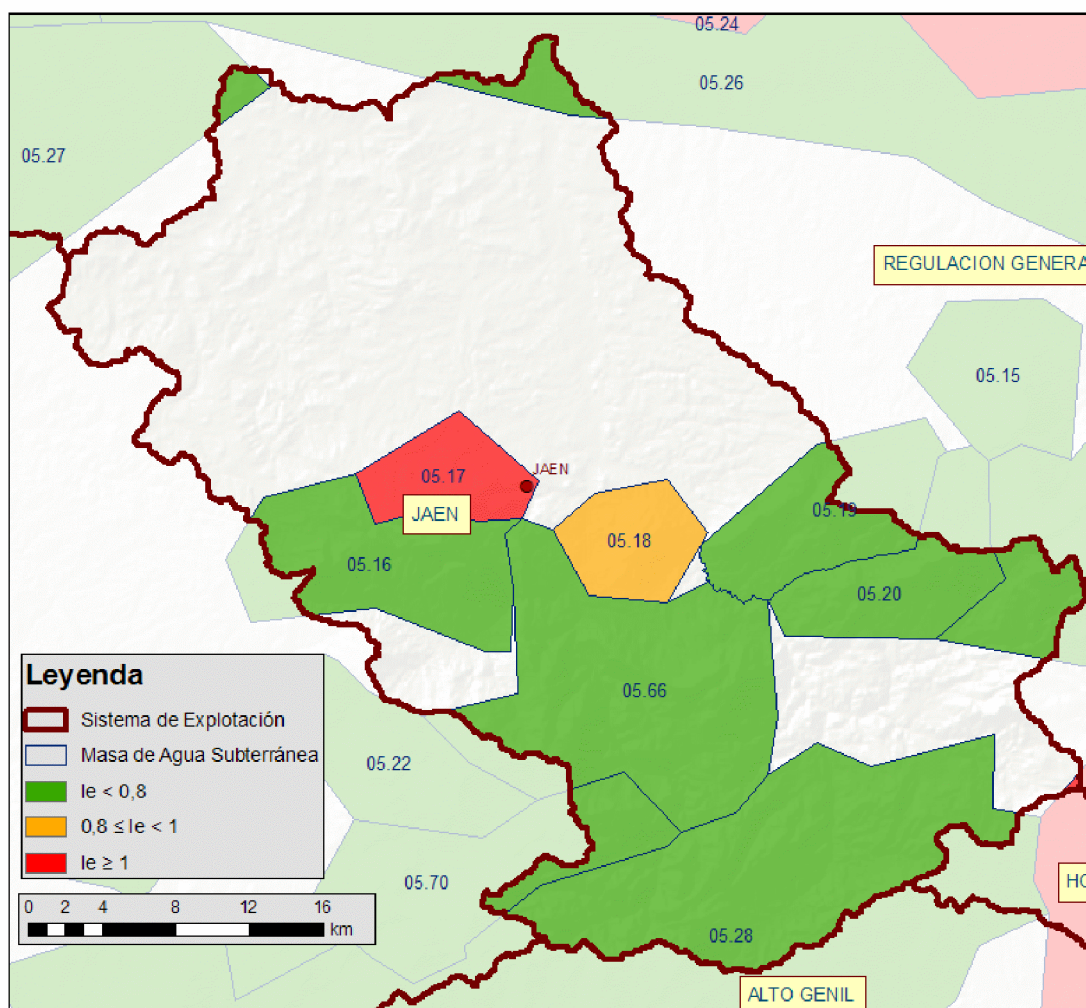 05.24
05.26
05.27
REGULACION GENERA
05.15
05.17
JAEN
JAEN
05.19
05.18
05.16
05.20
05.66
Leyenda
Sistema de Explotación
Masa de Agua Subterránea
Ie < 0,8
0,8 ≤ Ie < 1
Ie ≥ 1
05.22
05.70
HO
0 2 4 8 12 16
km
05.28
ALTO GENIL